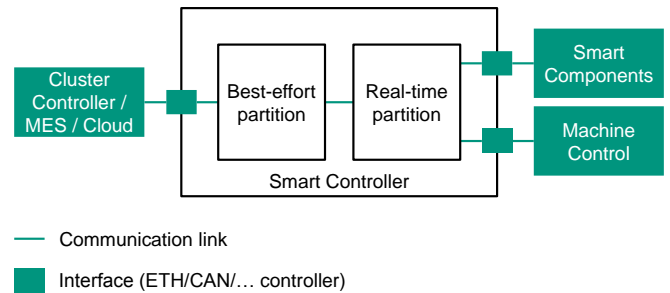 Cluster
Controller /
MES / Cloud
Best-effort
partition
Real-time
partition
Smart
Components
Machine
Control
Smart Controller
Communication link
Interface (ETH/CAN/… controller)